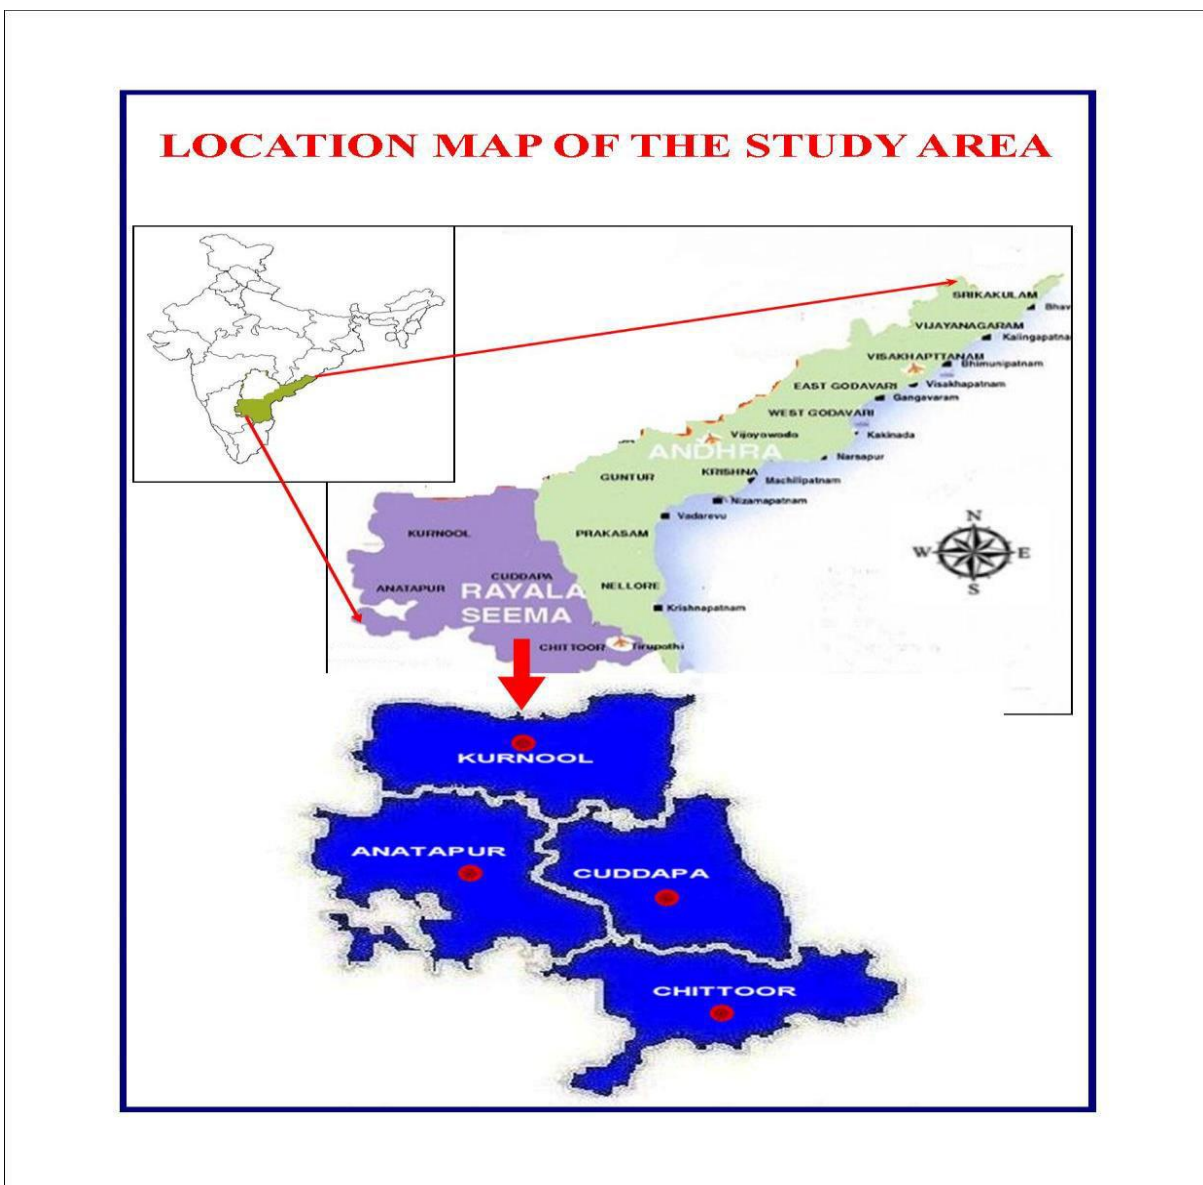 LOCATION MAP OF THE STUDY AREA
SRIKAKULAM
Bhav
VIJAYANAGARAM
Kalingapatna
VISAKHAPTTANAM
Bhimunipatnam
EAST GODAVARI
Visakhapatnam
Gangavaram
WEST GODAVARI
Vijayawada
Kakinada
ANDHRA
Narsapur
GUNTUR
KRISHNA
Machilipatnam
Nizamapatnam
Vadarevu
KURNOOL
PRAKASAM
N
W E
S
CUDDAPA
ANATAPUR
RAYALA
SEEMA
NELLORE
Krishnapatnam
CHITTOOR
Tirupathi
KURNOOL
ANATAPUR
CUDDAPA
CHITTOOR